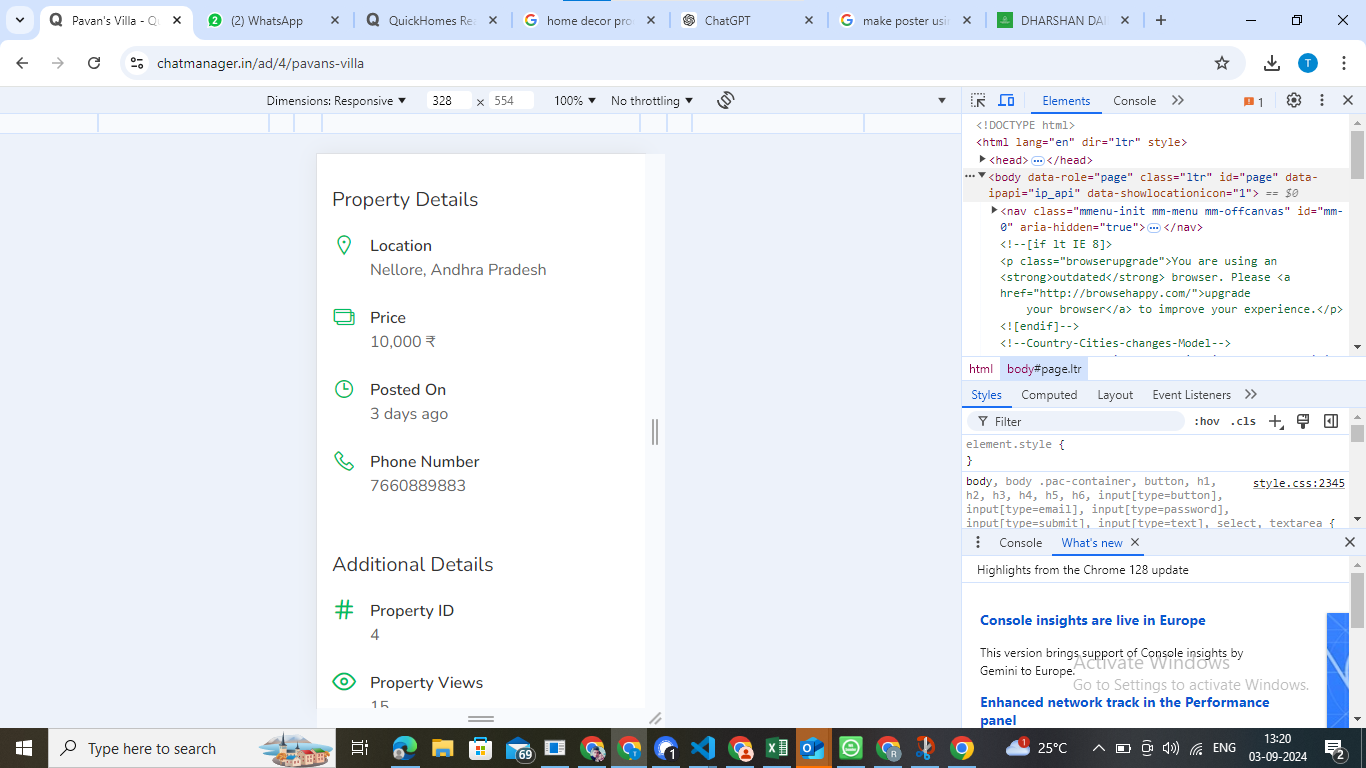 Pavan's Villa - Qu
(2) WhatsApp
QuickHomes Rea
home decor pro
ChatGPT
make poster usin
DHARSHAN DAI
chatmanager.in/ad/4/pavans-villa
Dimensions: Responsive 328 × 554 100% No throttling
Elements Console 1
<!DOCTYPE html>
<html lang="en" dir="ltr" style>
<head> ⋯ </head>
⋯ <body data-role="page" class="ltr" id="page" data-
ipapi="ip_api" data-showlocationicon="1"> == $0
<nav class="mmenu-init mm-menu mm-offcanvas" id="mm-
0" aria-hidden="true"> ⋯ </nav>
<!--[if lt IE 8]>
<p class="browserupgrade">You are using an
<strong>outdated</strong> browser. Please <a
href="http://browsehappy.com/">upgrade
your browser</a> to improve your experience.</p>
<![endif]-->
<!--Country-Cities-changes-Model-->
html body#page.ltr
Styles Computed Layout Event Listeners
Filter :hov .cls
element.style {
}
body, body .pac-container, button, h1, style.css:2345
h2, h3, h4, h5, h6, input[type=button],
input[type=email], input[type=password],
input[type=submit], input[type=text], select, textarea {
Console What's new
Highlights from the Chrome 128 update
Console insights are live in Europe
This version brings support of Console insights by
Gemini to Europe.
Enhanced network track in the Performance
panel
Activate Windows
Go to Settings to activate Windows.
Property Details
Location
Nellore, Andhra Pradesh
Price
10,000 ₹
Posted On
3 days ago
Phone Number
7660889883
Additional Details
Property ID
4
Property Views
15
Type here to search
69
25°C
ENG
13:20
03-09-2024
2